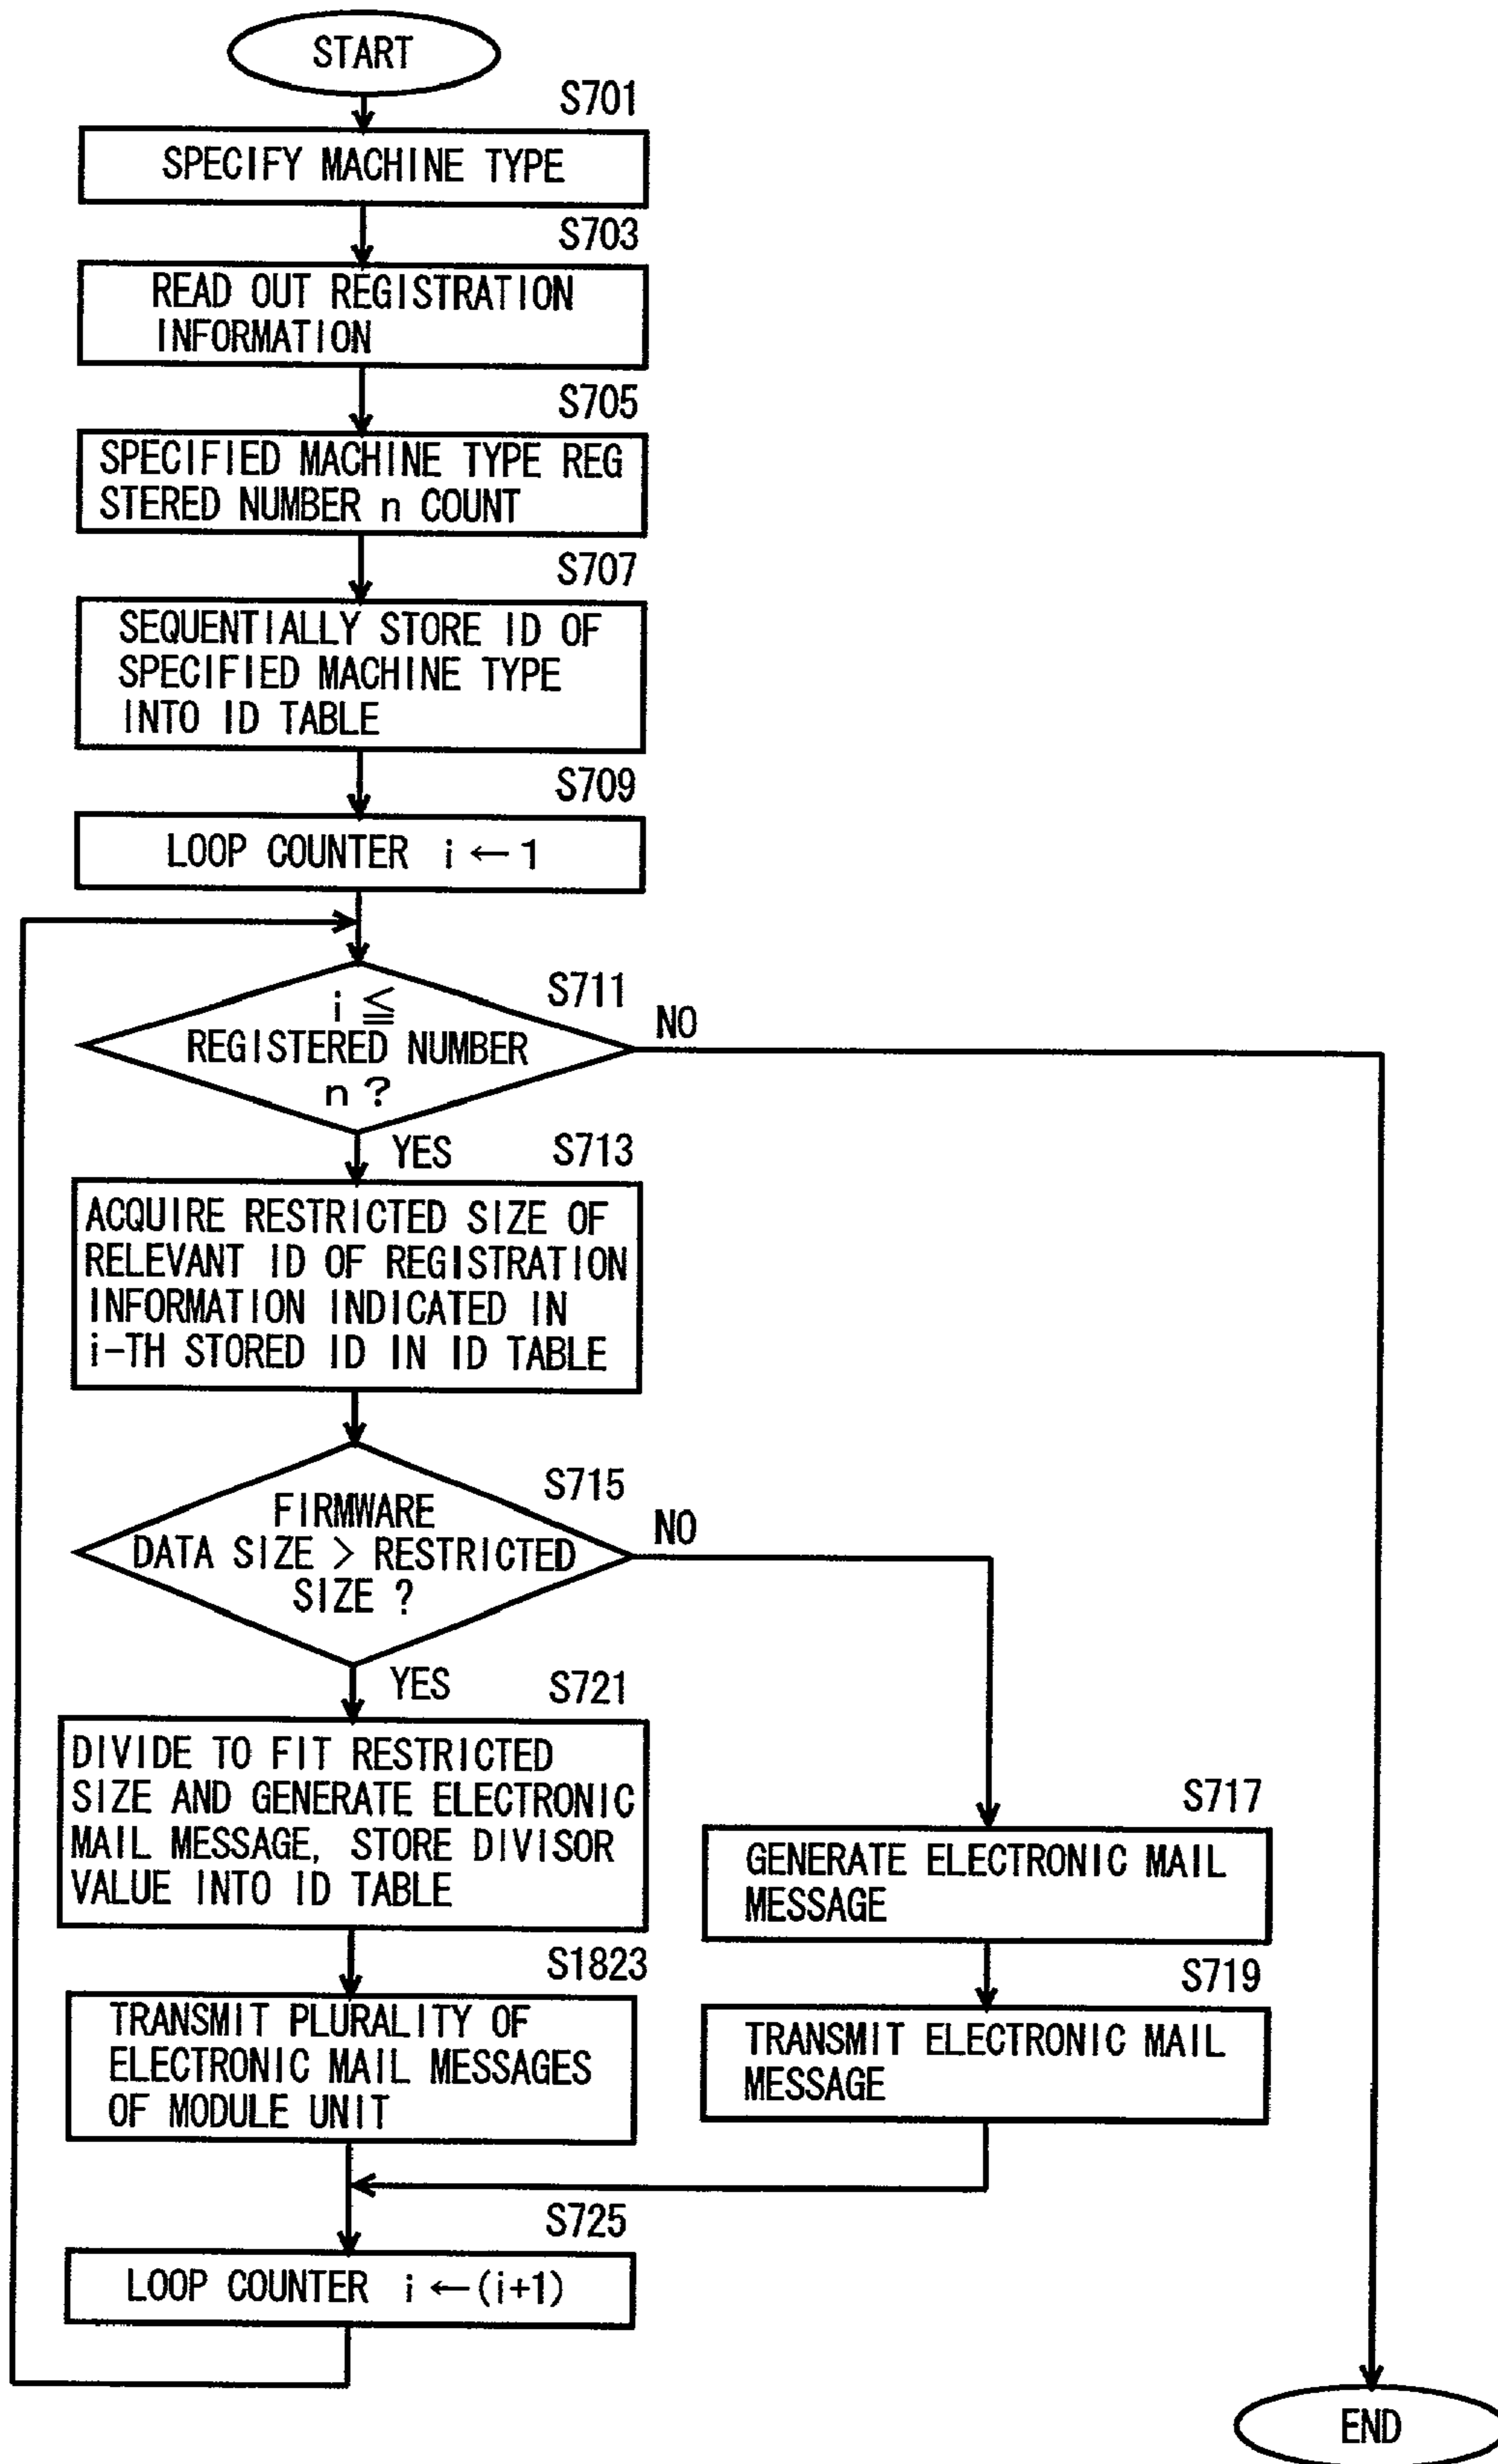 START
S701
SPECIFY MACHINE TYPE
S703
READ OUT REGISTRATION
INFORMATION
S705
SPECIFIED MACHINE TYPE REG
STERED NUMBER n COUNT
S707
SEQUENTIALLY STORE ID OF
SPECIFIED MACHINE TYPE
INTO ID TABLE
S709
LOOP COUNTER i ← 1
S711
i ≦
REGISTERED NUMBER
n ?
NO
YES
S713
ACQUIRE RESTRICTED SIZE OF
RELEVANT ID OF REGISTRATION
INFORMATION INDICATED IN
i-TH STORED ID IN ID TABLE
S715
FIRMWARE
DATA SIZE > RESTRICTED
SIZE ?
NO
YES
S721
DIVIDE TO FIT RESTRICTED
SIZE AND GENERATE ELECTRONIC
MAIL MESSAGE, STORE DIVISOR
VALUE INTO ID TABLE
S717
GENERATE ELECTRONIC MAIL
MESSAGE
S1823
TRANSMIT PLURALITY OF
ELECTRONIC MAIL MESSAGES
OF MODULE UNIT
S719
TRANSMIT ELECTRONIC MAIL
MESSAGE
S725
LOOP COUNTER i ← (i+1)
END